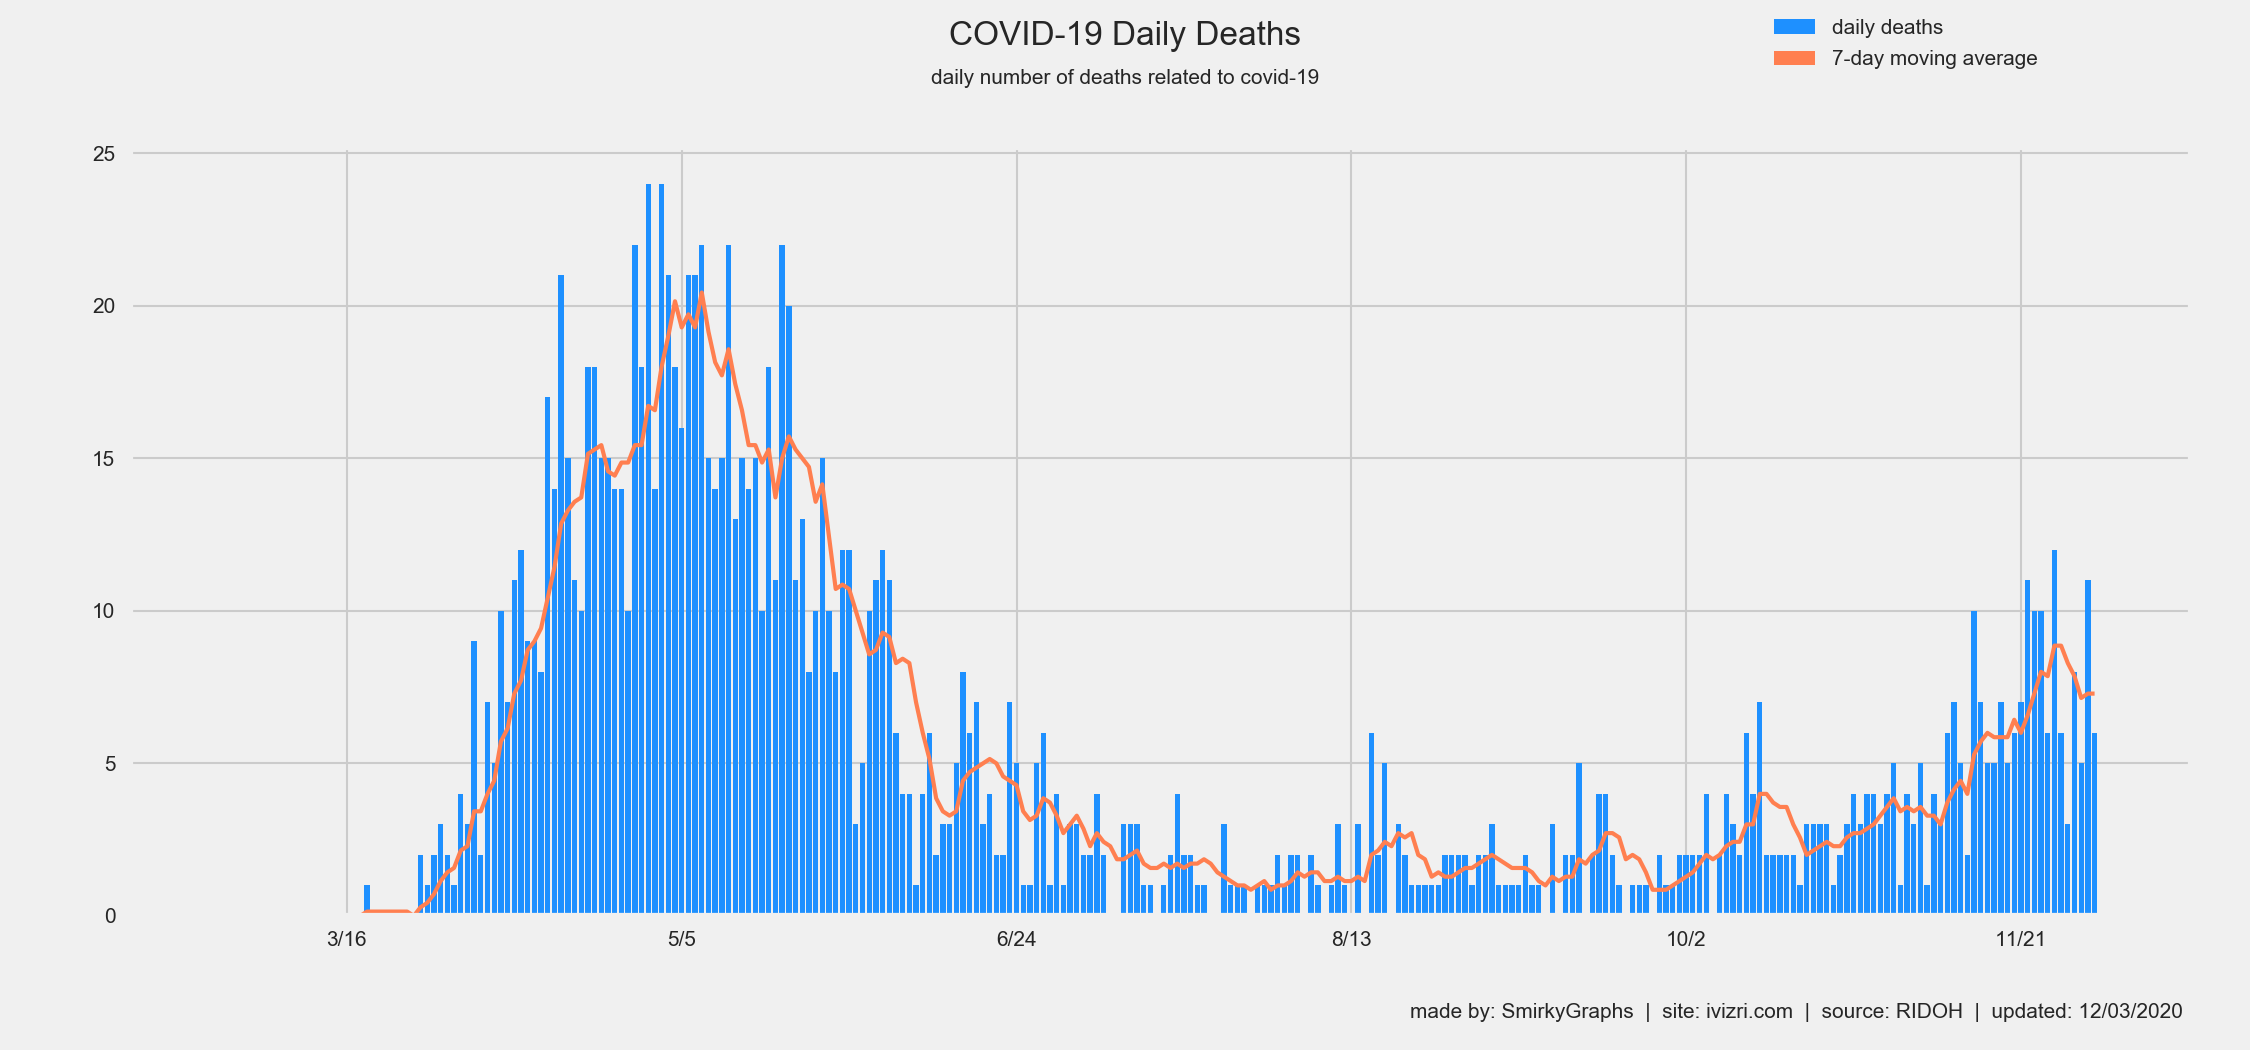 COVID-19 Daily Deaths
daily number of deaths related to covid-19
daily deaths
7-day moving average
25
20
15
10
5
0
3/16 5/5 6/24 8/13 10/2 11/21
made by: SmirkyGraphs | site: ivizri.com | source: RIDOH | updated: 12/03/2020